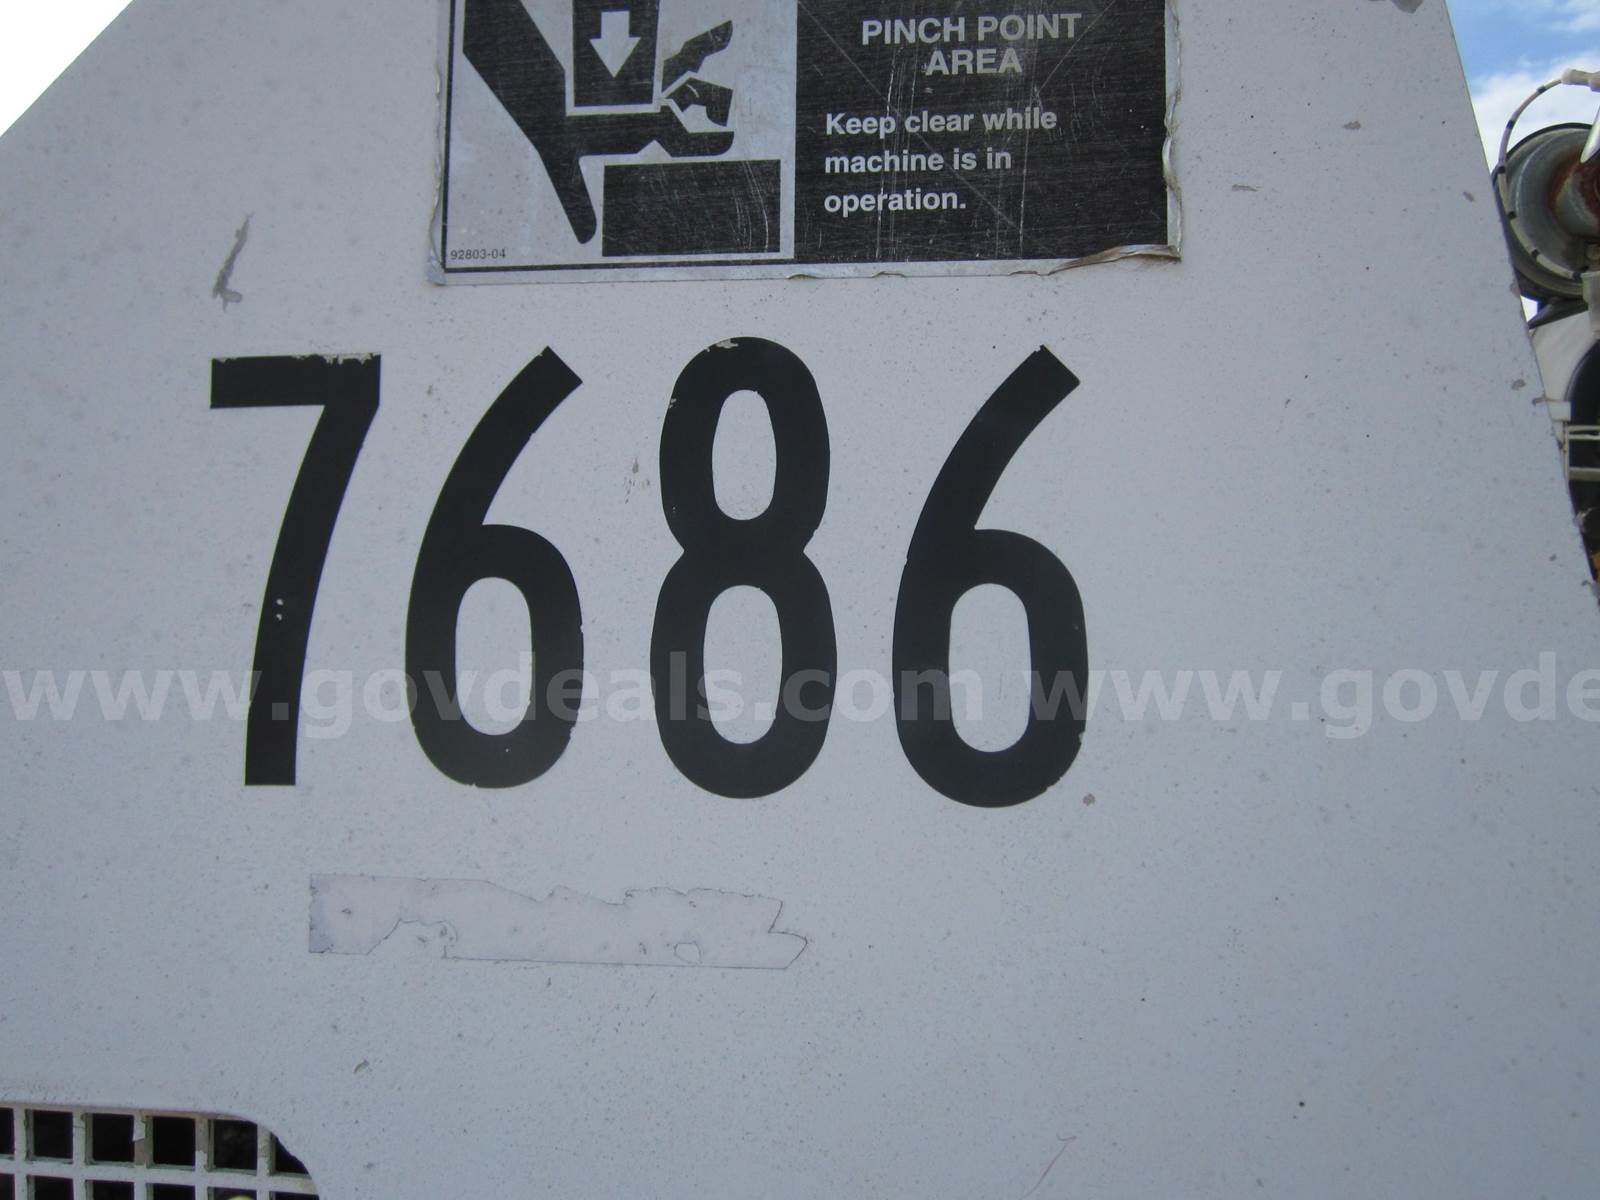 PINCH POINT
AREA
Keep clear while
machine is in
operation.
92803-04
7686
www.govdeals.com www.govde